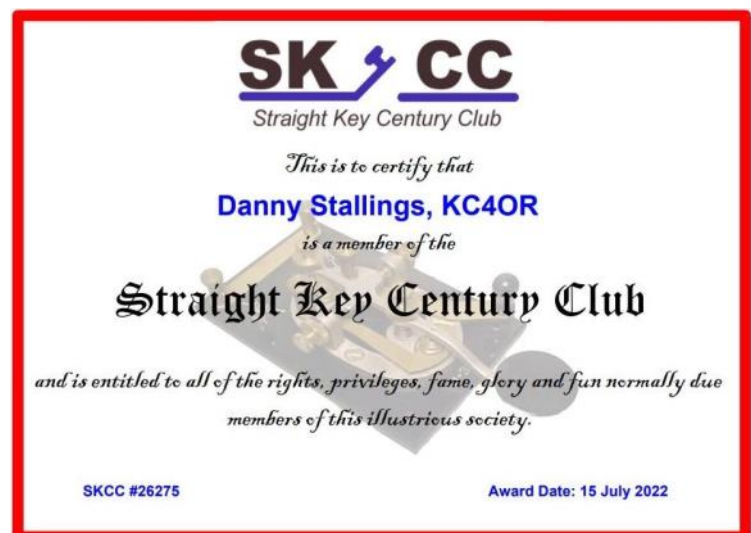 SK CC
Straight Key Century Club
This is to certify that
Danny Stallings, KC4OR
is a member of the
Straight Key Century Club
and is entitled to all of the rights, privileges, fame, glory and fun normally due
members of this illustrious society.
SKCC #26275
Award Date: 15 July 2022